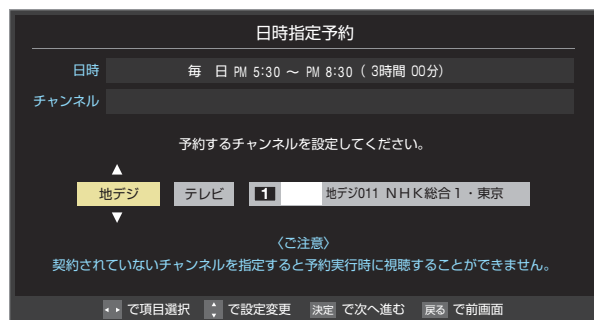 日時指定予約
日時 毎 日 PM 5:30 ～ PM 8:30 ( 3時間 00分)
チャンネル
予約するチャンネルを設定してください。
地デジ テレビ 1 地デジ011 ＮＨＫ総合１・東京
〈ご注意〉
契約されていないチャンネルを指定すると予約実行時に視聴することができません。
で項目選択 で設定変更 決定 で次へ進む 戻る で前画面